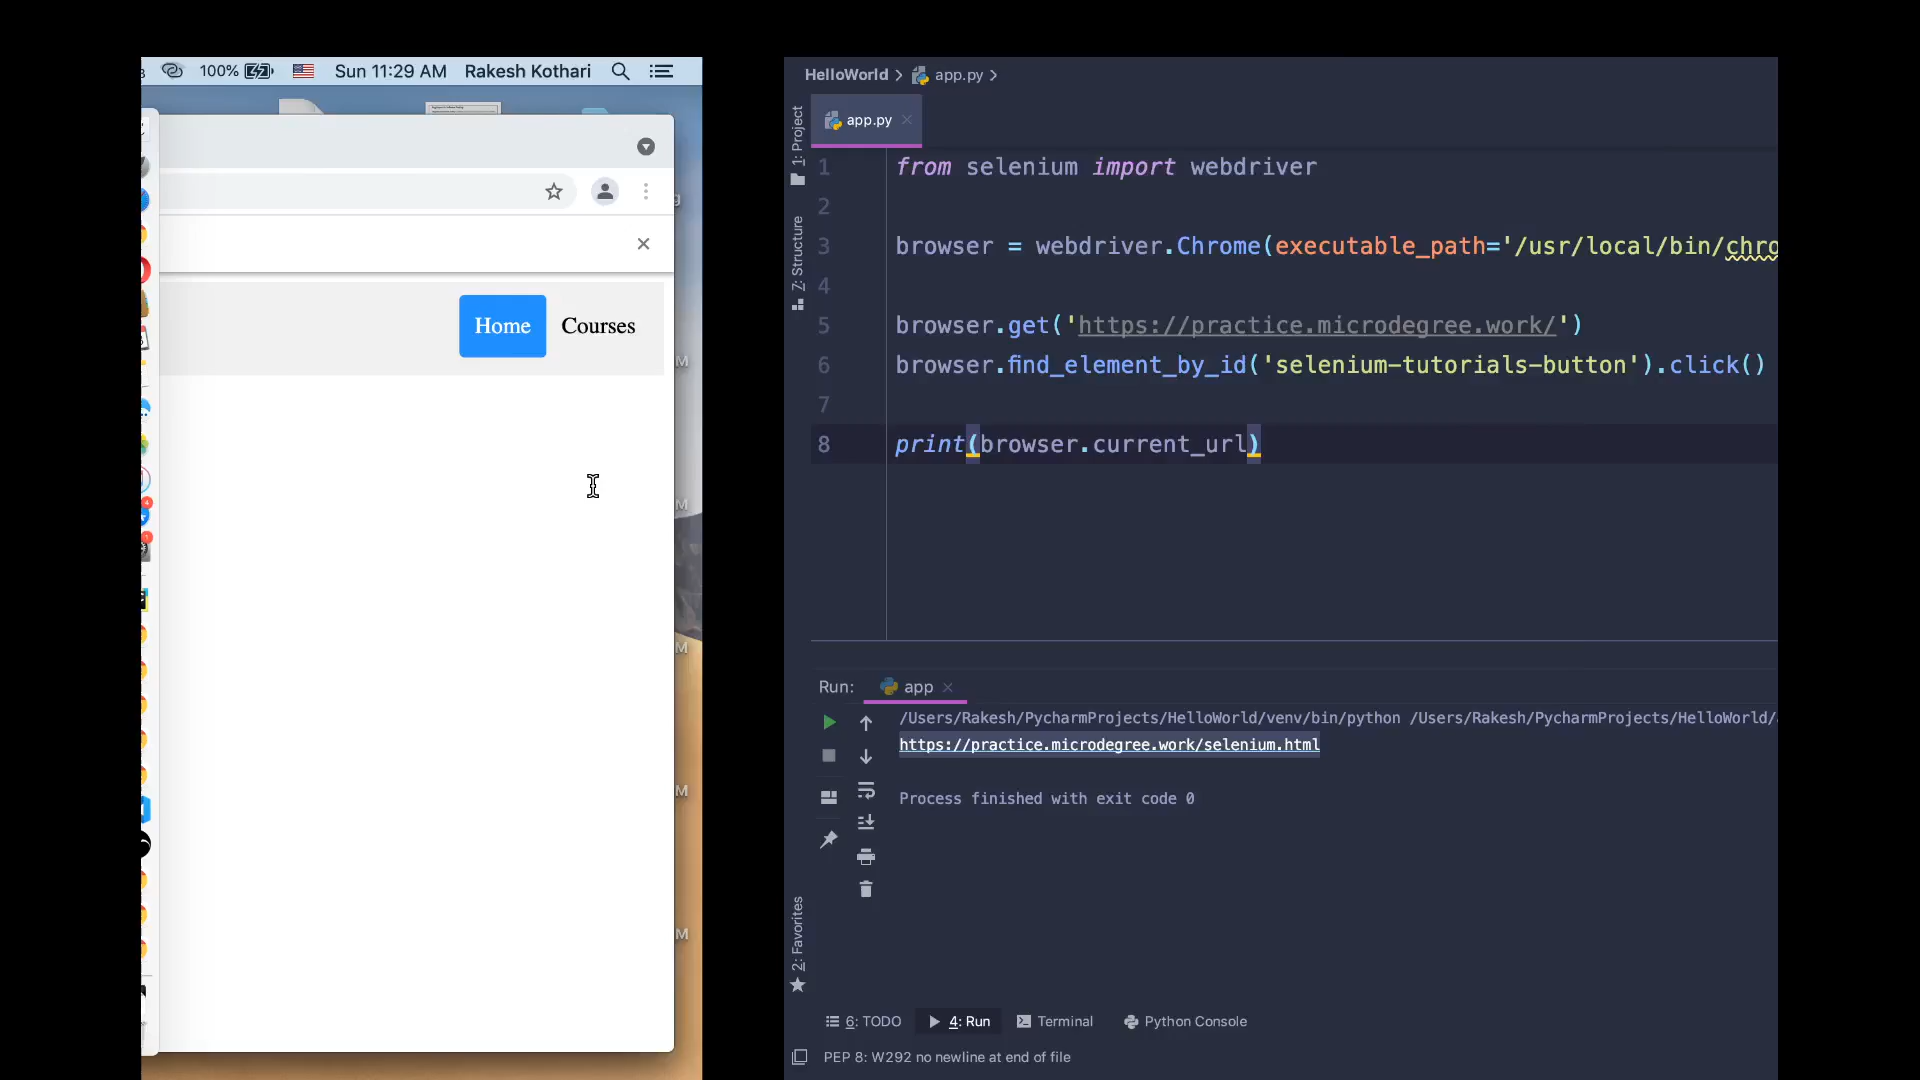 100% Sun 11:29 AM Rakesh Kothari
Home Courses
HelloWorld app.py
app.py
1: Project
7: Structure
1 from selenium import webdriver
2
3 browser = webdriver.Chrome(executable_path='/usr/local/bin/chro
4
5 browser.get('https://practice.microdegree.work/')
6 browser.find_element_by_id('selenium-tutorials-button').click()
7
8 print(browser.current_url)
Run: app
/Users/Rakesh/PycharmProjects/HelloWorld/venv/bin/python /Users/Rakesh/PycharmProjects/HelloWorld/
https://practice.microdegree.work/selenium.html
Process finished with exit code 0
2: Favorites
6: TODO 4: Run Terminal Python Console
PEP 8: W292 no newline at end of file